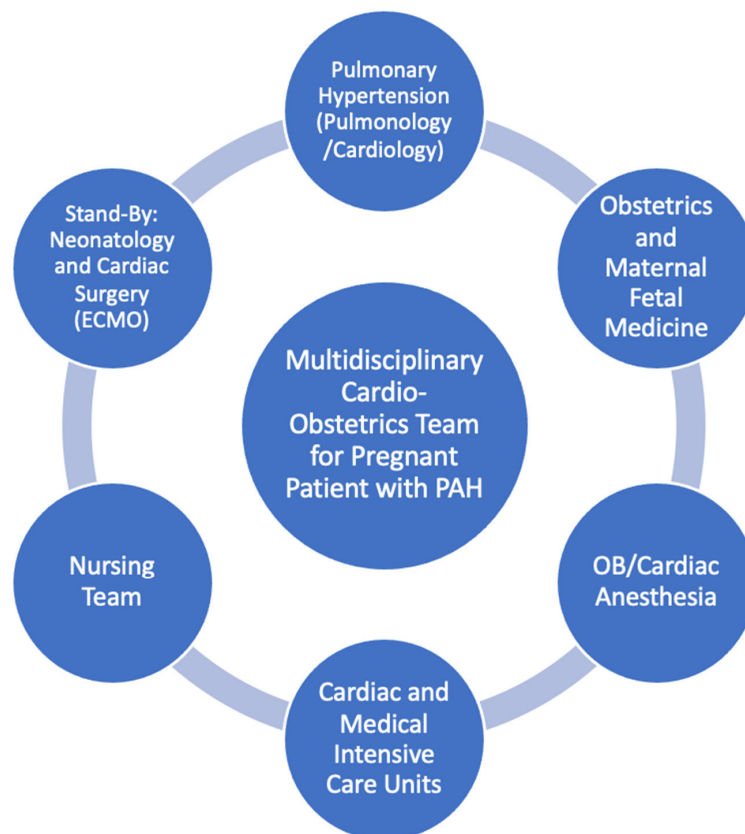 Pulmonary
Hypertension
(Pulmonology
/Cardiology)
Obstetrics
and
Maternal
Fetal
Medicine
OB/Cardiac
Anesthesia
Cardiac and
Medical
Intensive
Care Units
Nursing
Team
Stand-By:
Neonatology
and Cardiac
Surgery
(ECMO)
Multidisciplinary
Cardio-
Obstetrics Team
for Pregnant
Patient with PAH